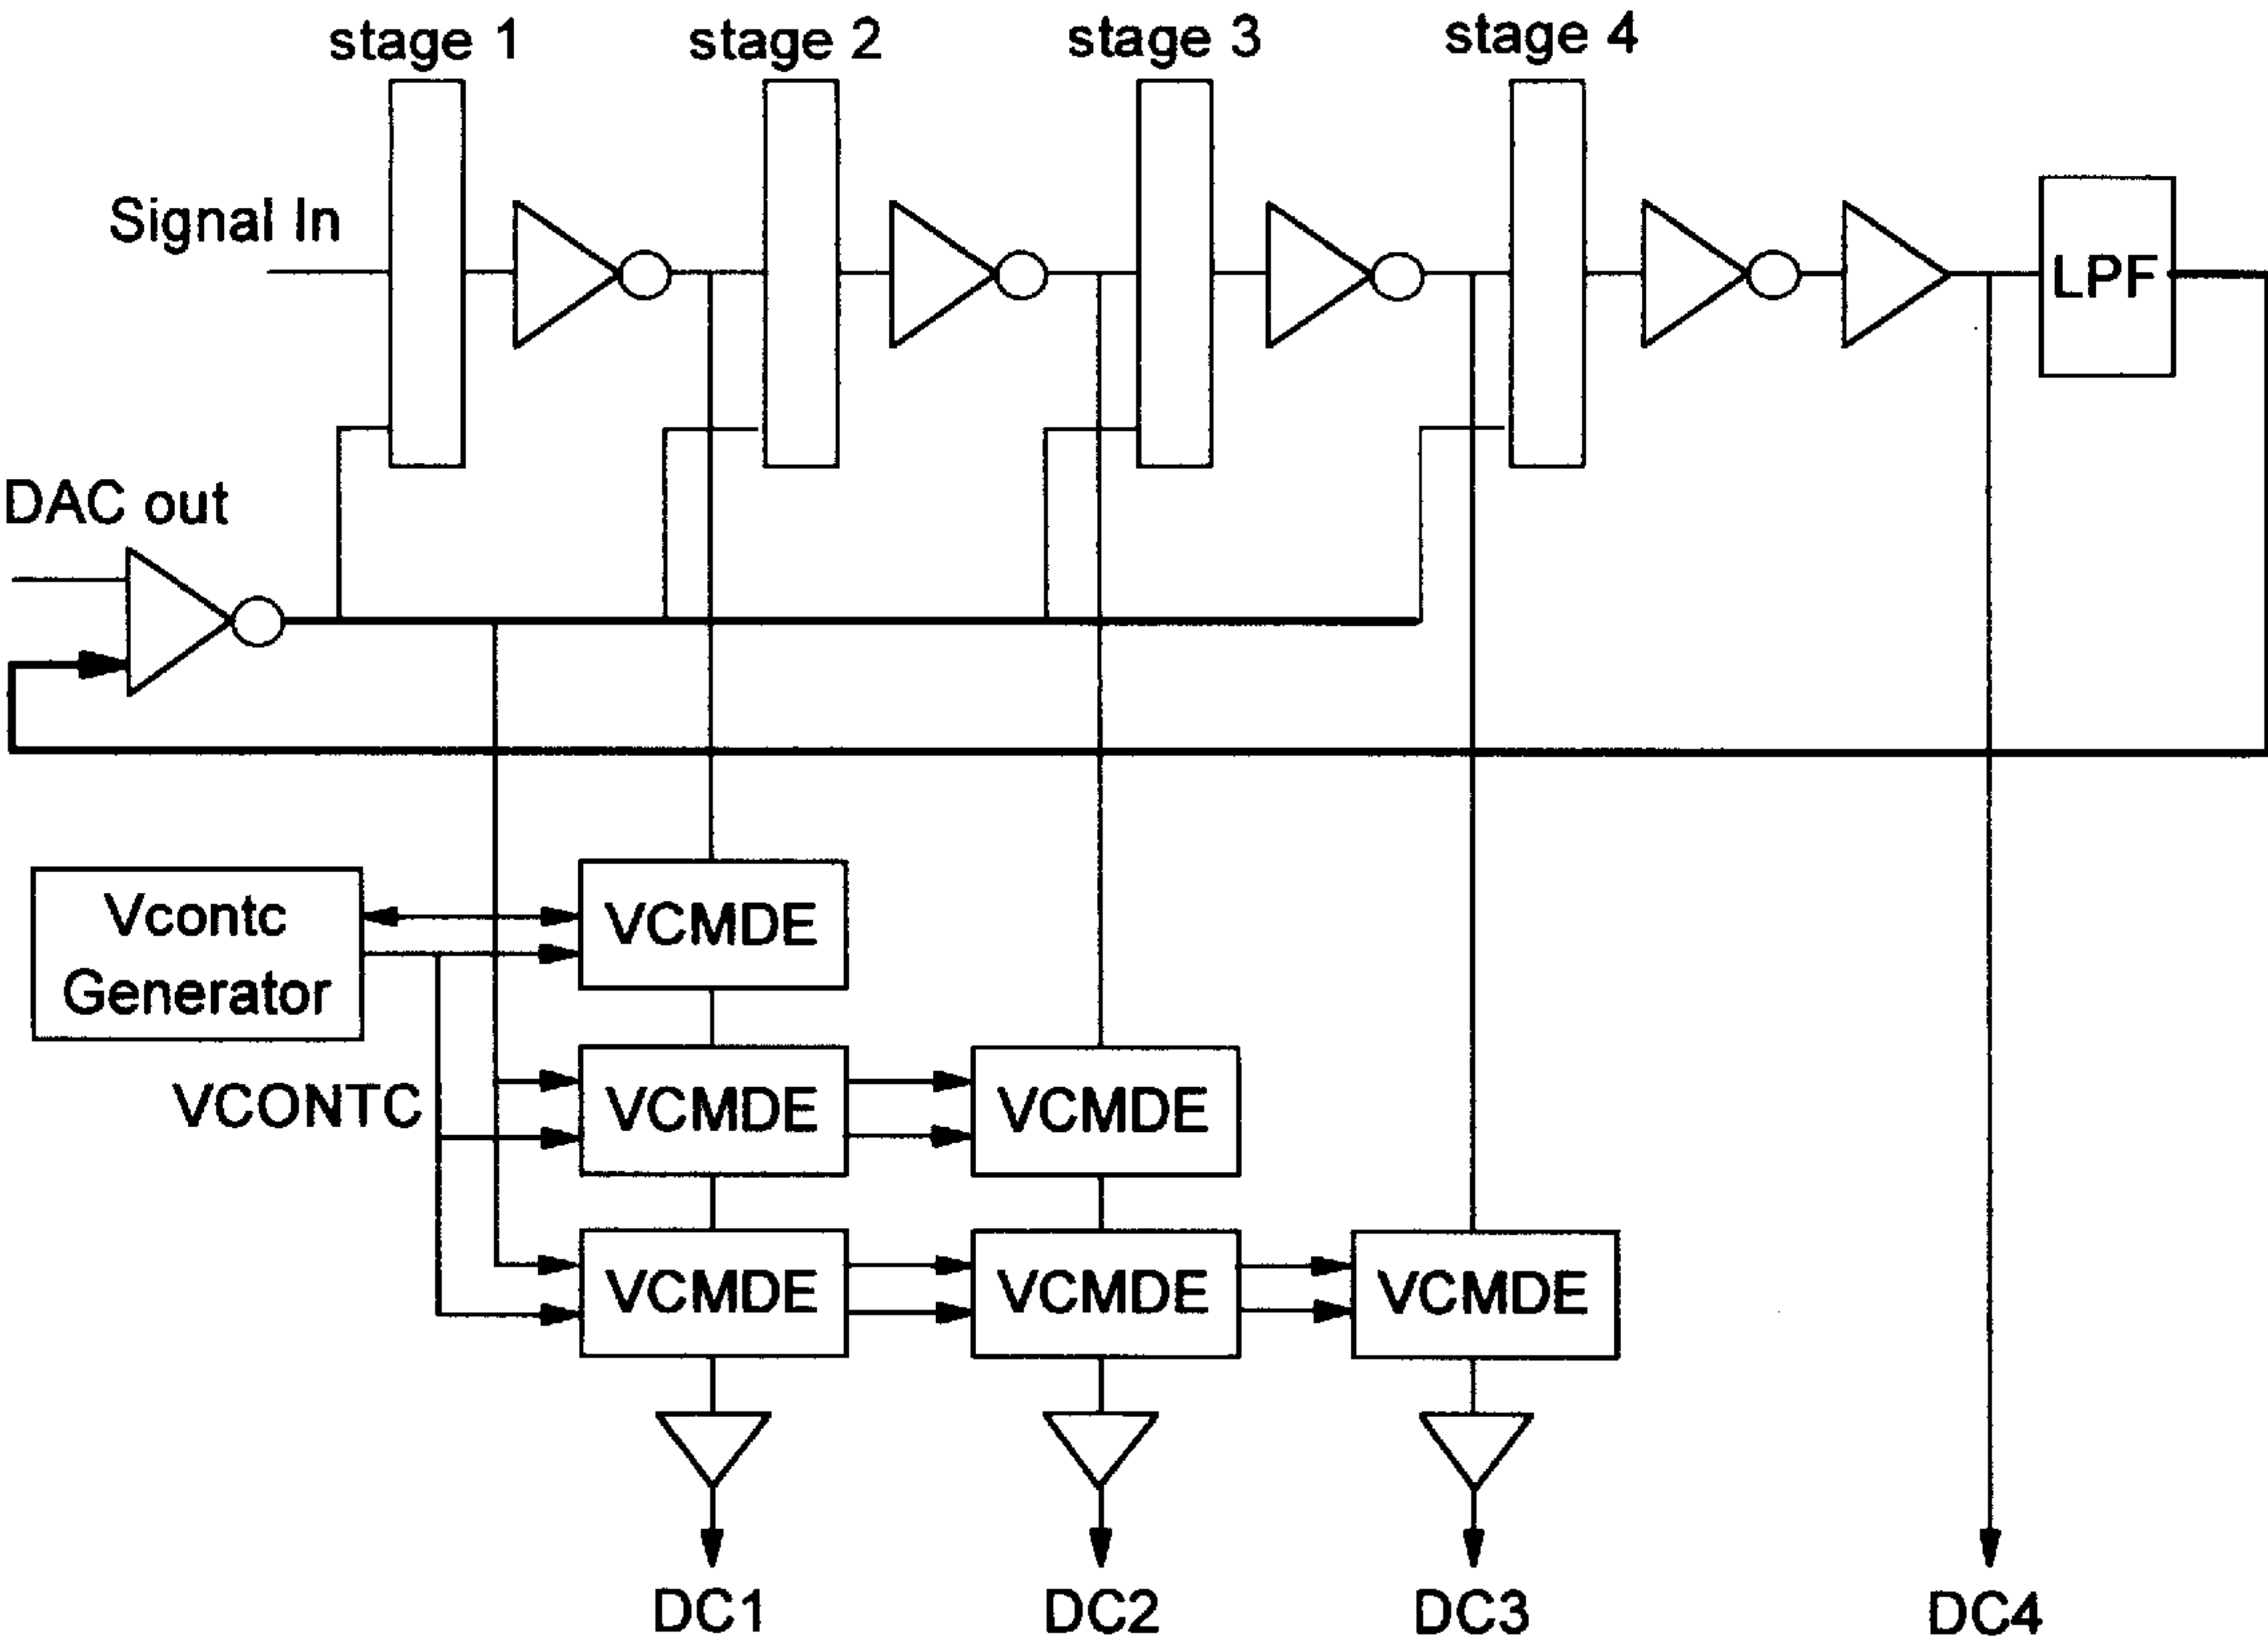 stage 1
stage 2
stage 3
stage 4
Signal In
LPF
DAC out
Vcontc
Generator
VCMDE
VCONTC
VCMDE
VCMDE
VCMDE
VCMDE
VCMDE
DC1
DC2
DC3
DC4